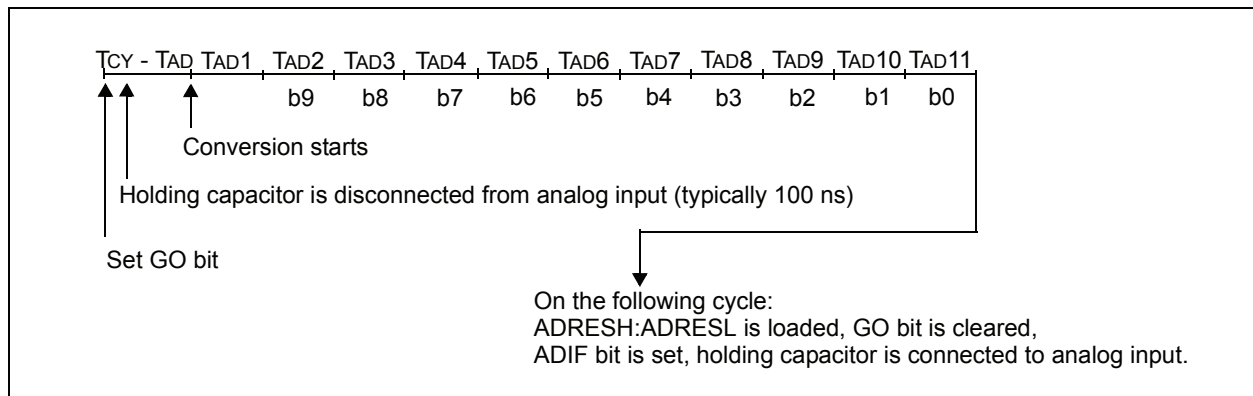 TCY - TAD TAD1 TAD2 TAD3 TAD4 TAD5 TAD6 TAD7 TAD8 TAD9 TAD10 TAD11
b9 b8 b7 b6 b5 b4 b3 b2 b1 b0
Conversion starts
Holding capacitor is disconnected from analog input (typically 100 ns)
Set GO bit
On the following cycle:
ADRESH:ADRESL is loaded, GO bit is cleared,
ADIF bit is set, holding capacitor is connected to analog input.